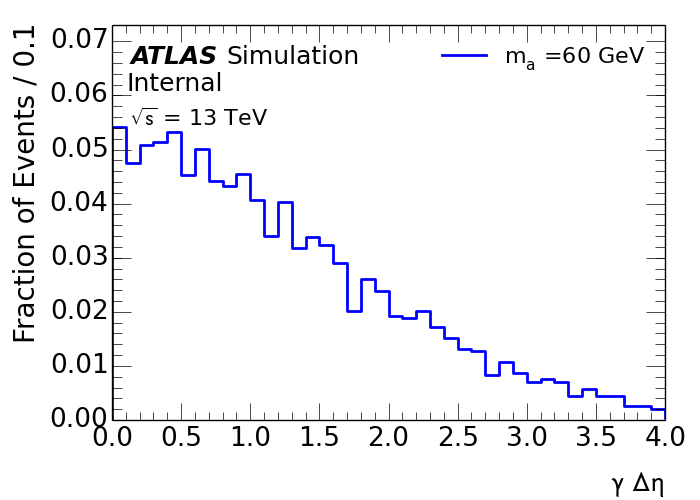 0.07
ATLAS Simulation
Internal
√s = 13 TeV
mₐ =60 GeV
0.06
0.05
0.04
0.03
0.02
0.01
0.00
Fraction of Events / 0.1
0.0 0.5 1.0 1.5 2.0 2.5 3.0 3.5 4.0
γ Δη